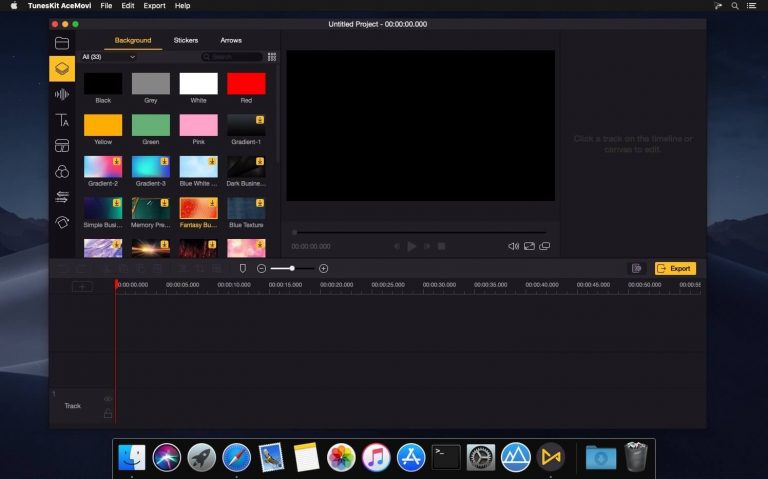 TunesKit AceMovi File Edit Export Help
Untitled Project - 00:00:00.000
Background Stickers Arrows
All (33) Search
Black Grey White Red
Yellow Green Pink Gradient-1
Gradient-2 Gradient-3 Blue White ... Dark Busine...
Simple Busi... Memory Pre... Fantasy Bu... Blue Texture
Click a track on the timeline or
canvas to edit.
00:00:00.000
Export
0:00:00.000 00:00:05.000 00:00:10.000 00:00:15.000 00:00:20.000 00:00:25.000 00:00:30.000 00:00:35.000 00:00:40.000 00:00:45.000 00:00:50.000 00:00:55
1
Track